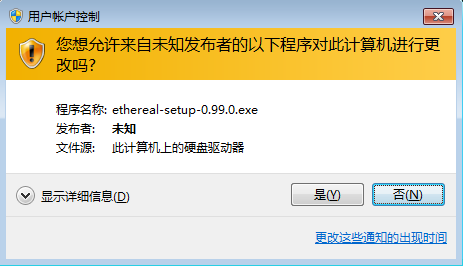 用户帐户控制
您想允许来自未知发布者的以下程序对此计算机进行更
改吗?
程序名称: ethereal-setup-0.99.0.exe
发布者: 未知
文件源: 此计算机上的硬盘驱动器
显示详细信息(D)
是(Y)
否(N)
更改这些通知的出现时间